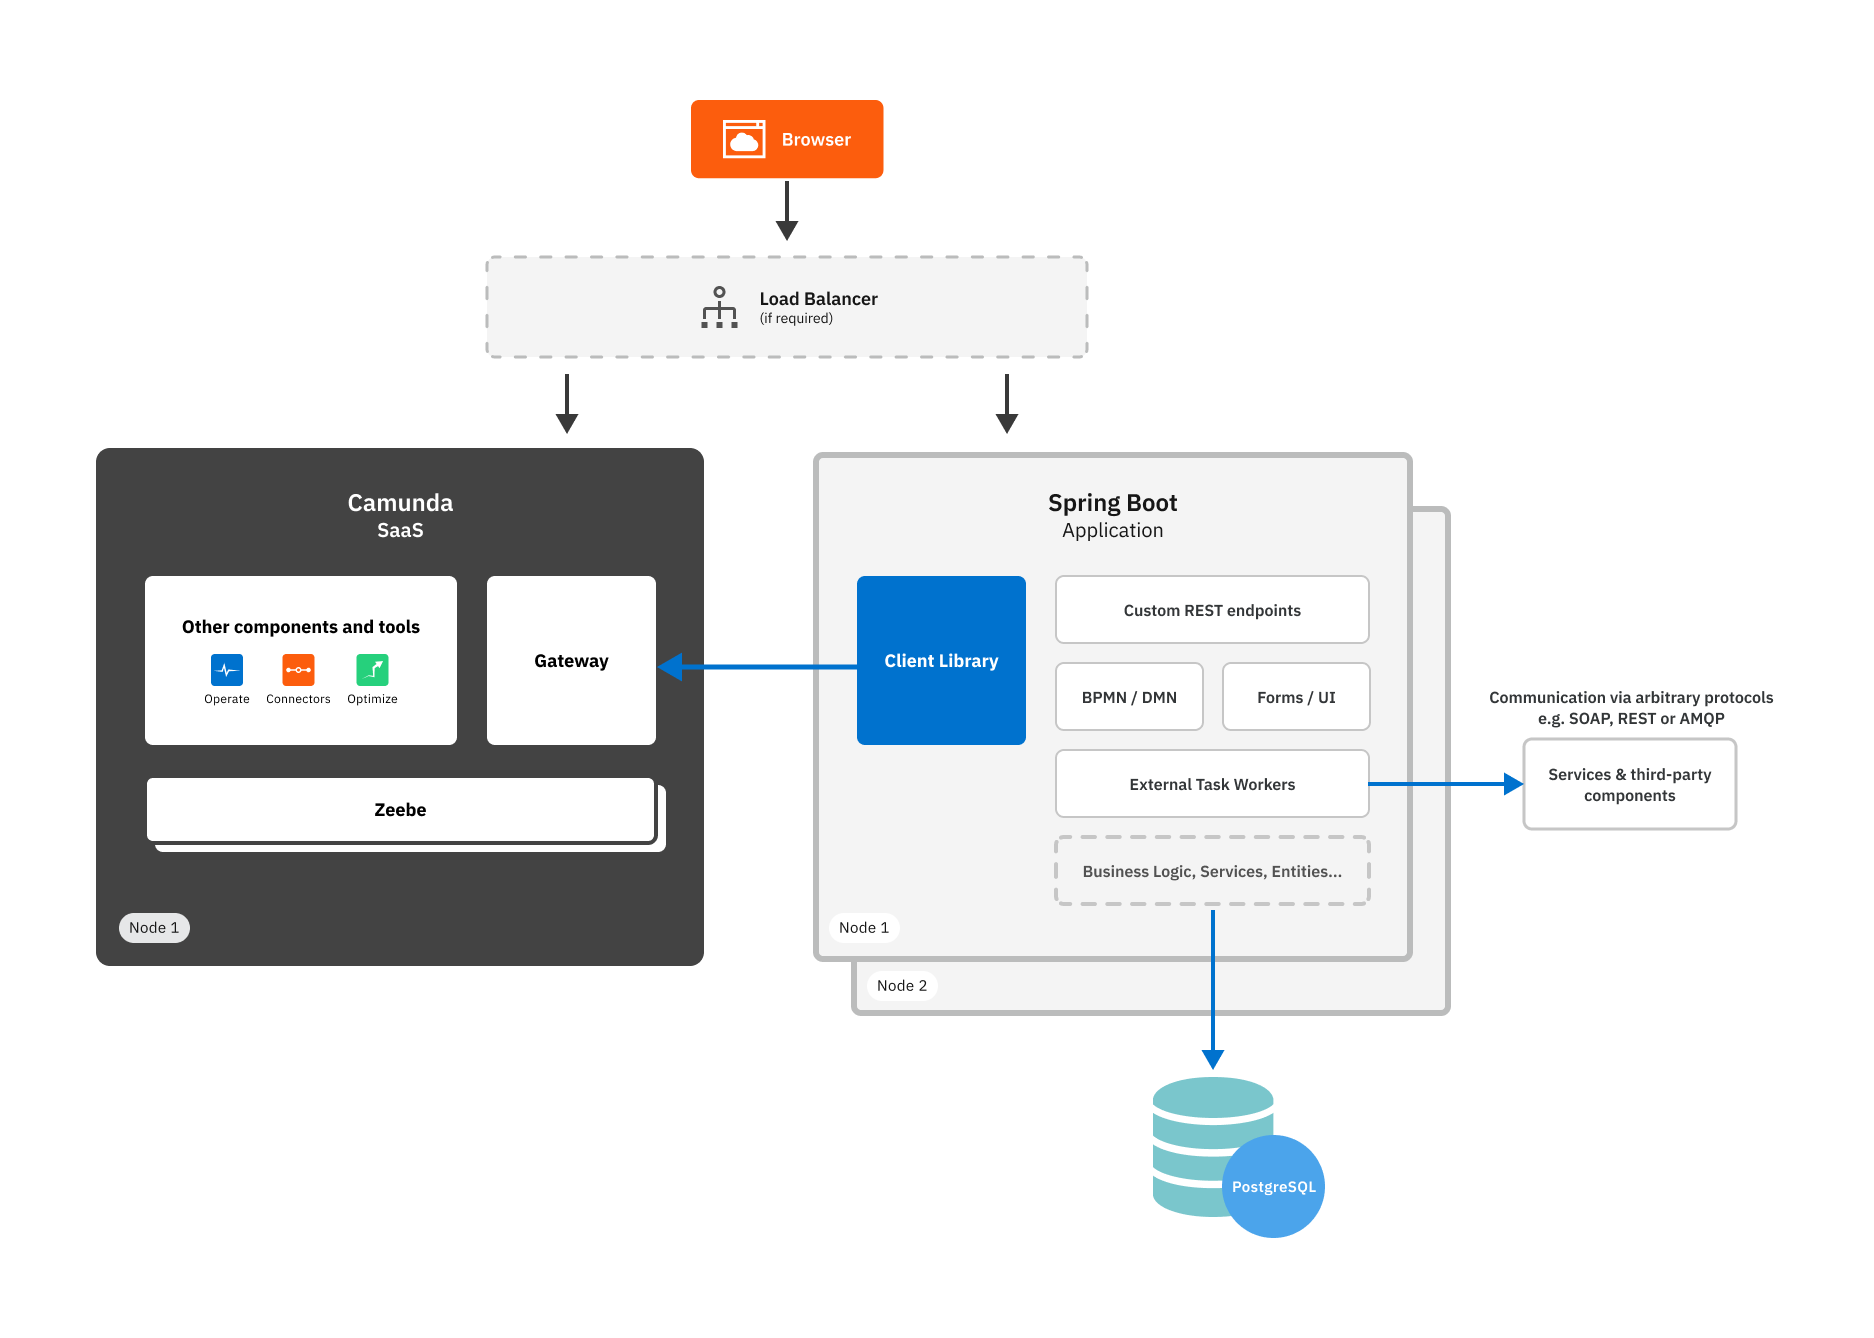 Browser
Load Balancer
(if required)
Camunda
SaaS
Other components and tools
Operate
Connectors
Optimize
Gateway
Zeebe
Node 1
Spring Boot
Application
Client Library
Custom REST endpoints
BPMN / DMN
Forms / UI
External Task Workers
Business Logic, Services, Entities...
Node 1
Node 2
Communication via arbitrary protocols
e.g. SOAP, REST or AMQP
Services & third-party
components
PostgreSQL